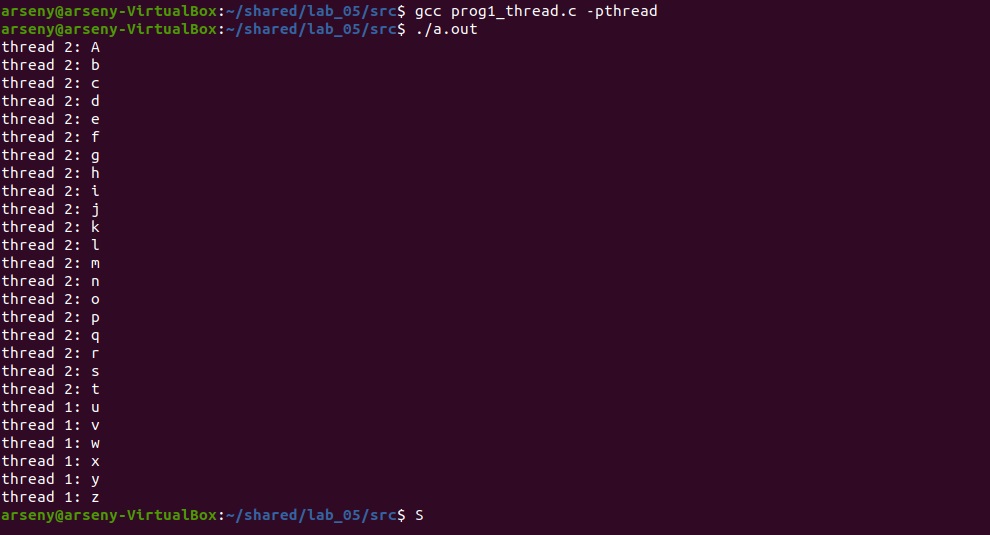 arseny@arseny-VirtualBox:~/shared/lab_05/src$ gcc prog1_thread.c -pthread
arseny@arseny-VirtualBox:~/shared/lab_05/src$ ./a.out
thread 2: A
thread 2: b
thread 2: c
thread 2: d
thread 2: e
thread 2: f
thread 2: g
thread 2: h
thread 2: i
thread 2: j
thread 2: k
thread 2: l
thread 2: m
thread 2: n
thread 2: o
thread 2: p
thread 2: q
thread 2: r
thread 2: s
thread 2: t
thread 1: u
thread 1: v
thread 1: w
thread 1: x
thread 1: y
thread 1: z
arseny@arseny-VirtualBox:~/shared/lab_05/src$ S